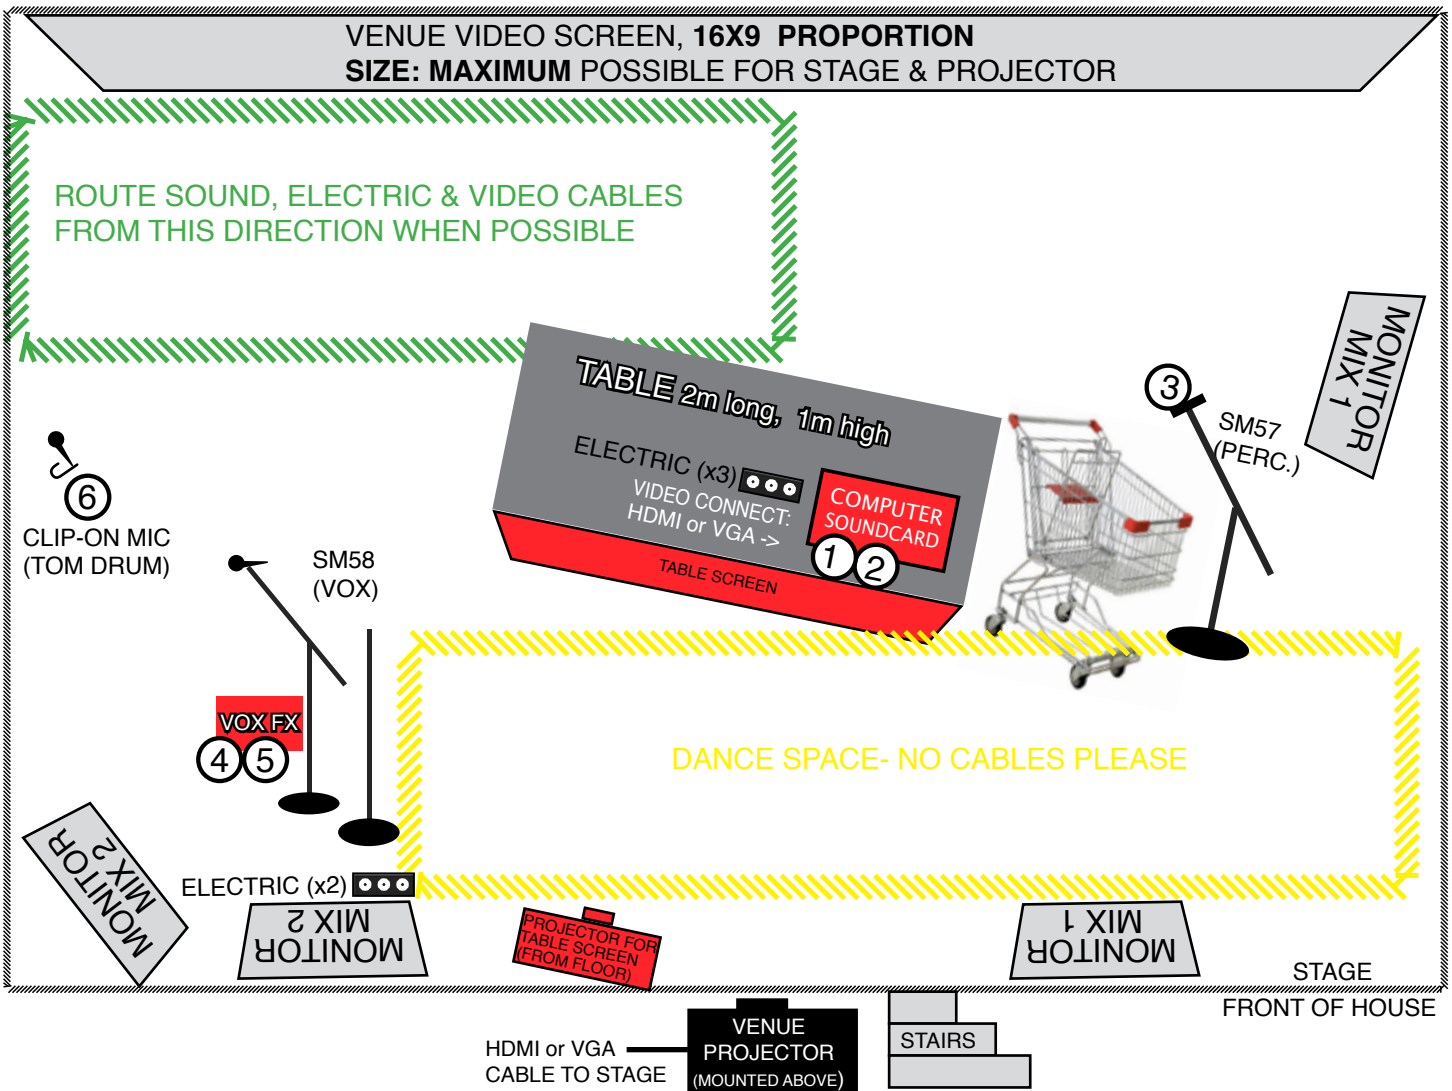 VENUE VIDEO SCREEN, 16X9 PROPORTION
SIZE: MAXIMUM POSSIBLE FOR STAGE & PROJECTOR
ROUTE SOUND, ELECTRIC & VIDEO CABLES
FROM THIS DIRECTION WHEN POSSIBLE
MONITOR
MIX 1
TABLE 2m long, 1m high
ELECTRIC (x3)
VIDEO CONNECT:
HDMI or VGA ->
COMPUTER
SOUNDCARD
1 2
TABLE SCREEN
3
SM57
(PERC.)
6
CLIP-ON MIC
(TOM DRUM)
SM58
(VOX)
VOX FX
4 5
DANCE SPACE- NO CABLES PLEASE
MONITOR
MIX 2
ELECTRIC (x2)
MONITOR
MIX 2
PROJECTOR FOR
TABLE SCREEN
(FROM FLOOR)
MONITOR
MIX 1
STAGE
FRONT OF HOUSE
HDMI or VGA
CABLE TO STAGE
VENUE
PROJECTOR
(MOUNTED ABOVE)
STAIRS